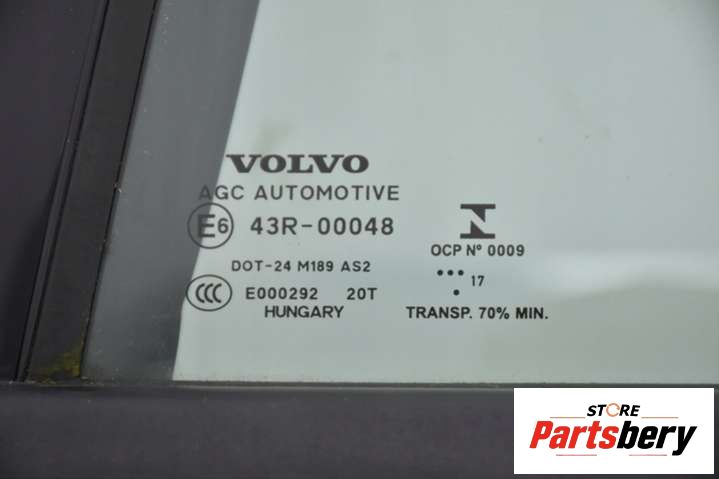 VOLVO
AGC AUTOMOTIVE
E6 43R-00048
DOT-24 M189 AS2
CCC E000292 20T
HUNGARY
N
OCP Nº 0009
••• 17
•
TRANSP. 70% MIN.
STORE
Partsbery